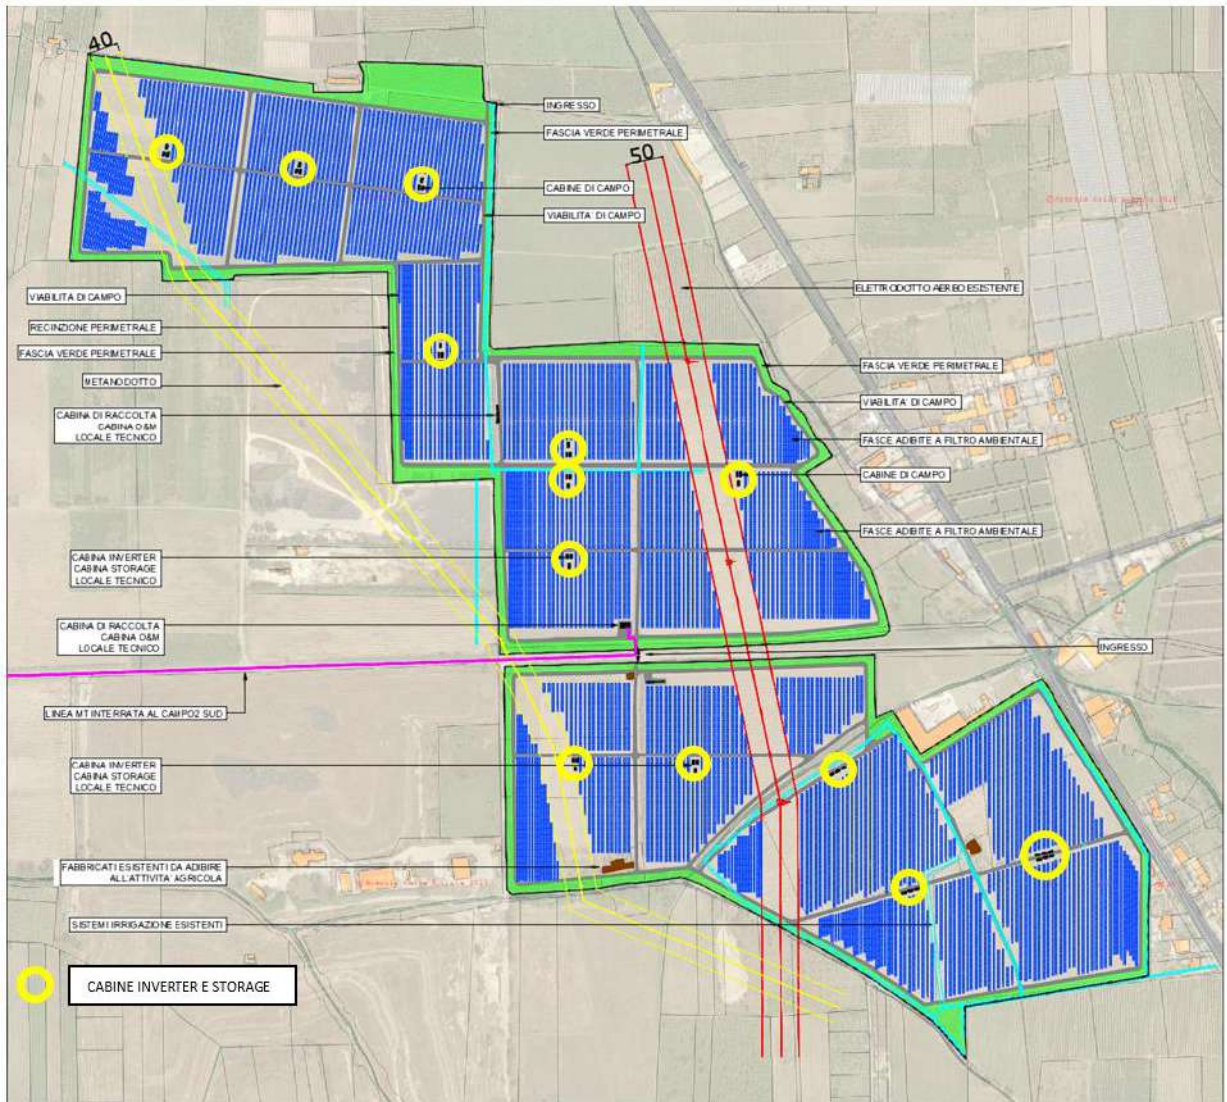 40
INGRESSO
FASCIA VERDE PERIMETRALE
50
CABINE DI CAMPO
VIABILITA' DI CAMPO
ELETTRODOTTO AEREO ESISTENTE
VIABILITA DI CAMPO
RECINZIONE PERIMETRALE
FASCIA VERDE PERIMETRALE
METANODOTTO
FASCIA VERDE PERIMETRALE
VIABILITA' DI CAMPO
CABINA DI RACCOLTA
CABINA O&M
LOCALE TECNICO
FASCE ADIBITE A FILTRO AMBIENTALE
CABINE DI CAMPO
FASCE ADIBITE A FILTRO AMBIENTALE
CABINA INVERTER
CABINA STORAGE
LOCALE TECNICO
CABINA DI RACCOLTA
CABINA O&M
LOCALE TECNICO
INGRESSO
LINEA MT INTERRATA AL CAMPO2 SUD
CABINA INVERTER
CABINA STORAGE
LOCALE TECNICO
FABBRICATI ESISTENTI DA ADIBIRE
ALL'ATTIVITA' AGRICOLA
SISTEMI IRRIGAZIONE ESISTENTI
CABINE INVERTER E STORAGE